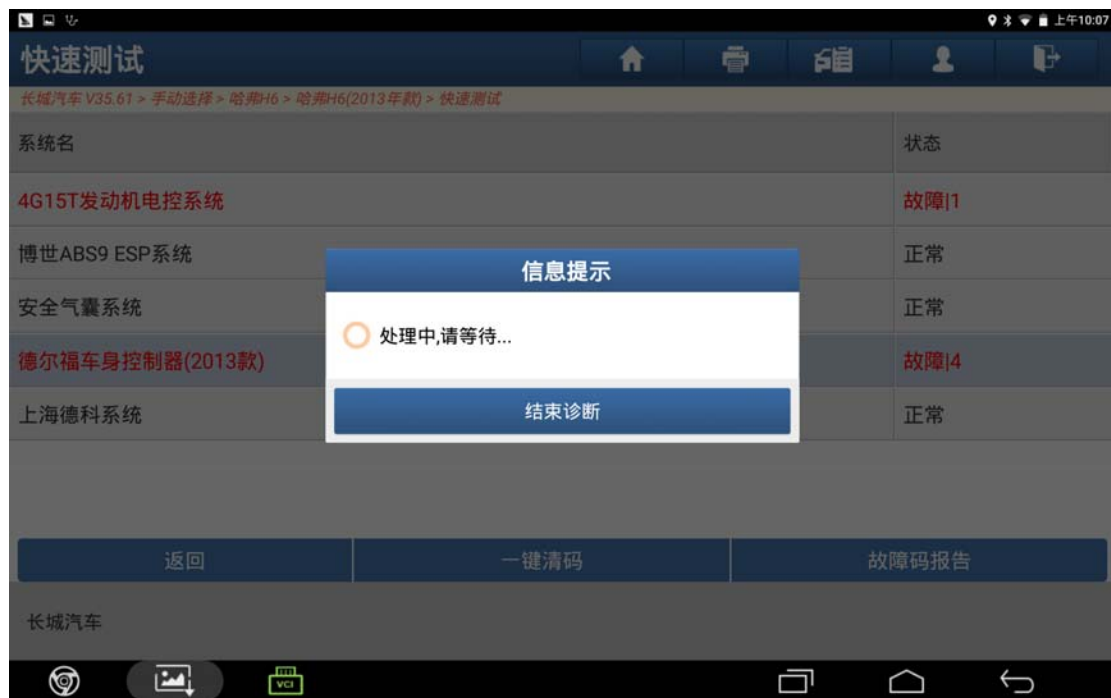 上午10:07
快速测试
长城汽车 V35.61 > 手动选择 > 哈弗H6 > 哈弗H6(2013年款) > 快速测试
系统名 状态
4G15T发动机电控系统 故障|1
博世ABS9 ESP系统 正常
信息提示
安全气囊系统 正常
处理中,请等待...
德尔福车身控制器(2013款) 故障|4
上海德科系统 正常
结束诊断
返回 一键清码 故障码报告
长城汽车
VCI